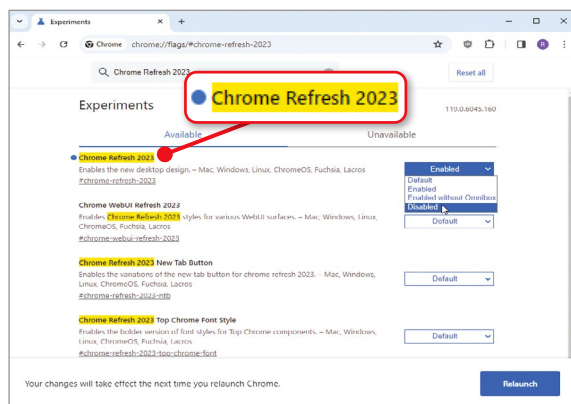 Experiments
Chrome chrome://flags/#chrome-refresh-2023
R
Chrome Refresh 2023
Reset all
Chrome Refresh 2023
Experiments
119.0.6045.160
Available
Unavailable
Chrome Refresh 2023
Enables the new desktop design. – Mac, Windows, Linux, ChromeOS, Fuchsia, Lacros
#chrome-refresh-2023
Enabled
Default
Enabled
Enabled without Omnibox
Disabled
Chrome WebUI Refresh 2023
Enables Chrome Refresh 2023 styles for various WebUI surfaces. – Mac, Windows, Linux,
ChromeOS, Fuchsia, Lacros
#chrome-webui-refresh-2023
Default
Chrome Refresh 2023 New Tab Button
Enables the variations of the new tab button for chrome refresh 2023. – Mac, Windows,
Linux, ChromeOS, Fuchsia, Lacros
#chrome-refresh-2023-ntb
Default
Chrome Refresh 2023 Top Chrome Font Style
Enables the bolder version of font styles for Top Chrome components. – Mac, Windows,
Linux, ChromeOS, Fuchsia, Lacros
#chrome-refresh-2023-top-chrome-font
Default
Your changes will take effect the next time you relaunch Chrome.
Relaunch